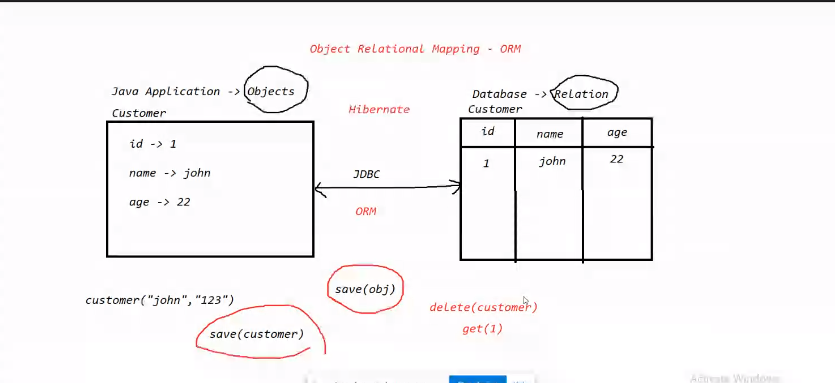 Object Relational Mapping - ORM
Java Application -> Objects
Database -> Relation
Customer
Hibernate
Customer
id name age
id -> 1
1 john 22
name -> john
JDBC
age -> 22
ORM
save(obj)
customer("john","123")
delete(customer)
save(customer)
get(1)
Activate Windows